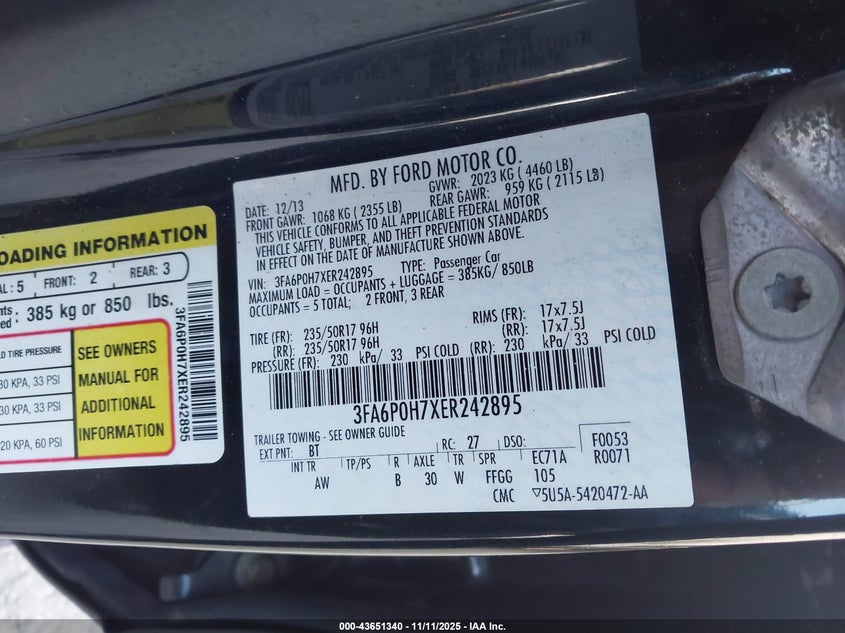 MFD. BY FORD MOTOR CO.
DATE: 12/13
GVWR: 2023 KG ( 4460 LB)
FRONT GAWR: 1068 KG ( 2355 LB)
REAR GAWR: 959 KG ( 2115 LB)
THIS VEHICLE CONFORMS TO ALL APPLICABLE FEDERAL MOTOR
VEHICLE SAFETY, BUMPER, AND THEFT PREVENTION STANDARDS
IN EFFECT ON THE DATE OF MANUFACTURE SHOWN ABOVE.
VIN: 3FA6P0H7XER242895 TYPE: Passenger Car
MAXIMUM LOAD = OCCUPANTS + LUGGAGE = 385KG/ 850LB
OCCUPANTS = 5 TOTAL; 2 FRONT, 3 REAR
TIRE (FR): 235/50R17 96H RIMS (FR): 17x7.5J
(RR): 235/50R17 96H (RR): 17x7.5J
PRESSURE (FR): 230 kPa/ 33 PSI COLD (RR): 230 kPa/ 33 PSI COLD
3FA6P0H7XER242895
TRAILER TOWING - SEE OWNER GUIDE
EXT PNT: BT RC: 27 DSO: F0053
INT TR TP/PS R AXLE TR SPR EC71A R0071
AW B 30 W FFGG 105
CMC ▽5U5A-5420472-AA
OADING INFORMATION
:5 FRONT: 2 REAR: 3
385 kg or 850 lbs.
TIRE PRESSURE
KPA, 33 PSI
KPA, 33 PSI
KPA, 60 PSI
SEE OWNERS
MANUAL FOR
ADDITIONAL
INFORMATION
3FA6P0H7XER242895
000-43651340 - 11/11/2025 - IAA Inc.